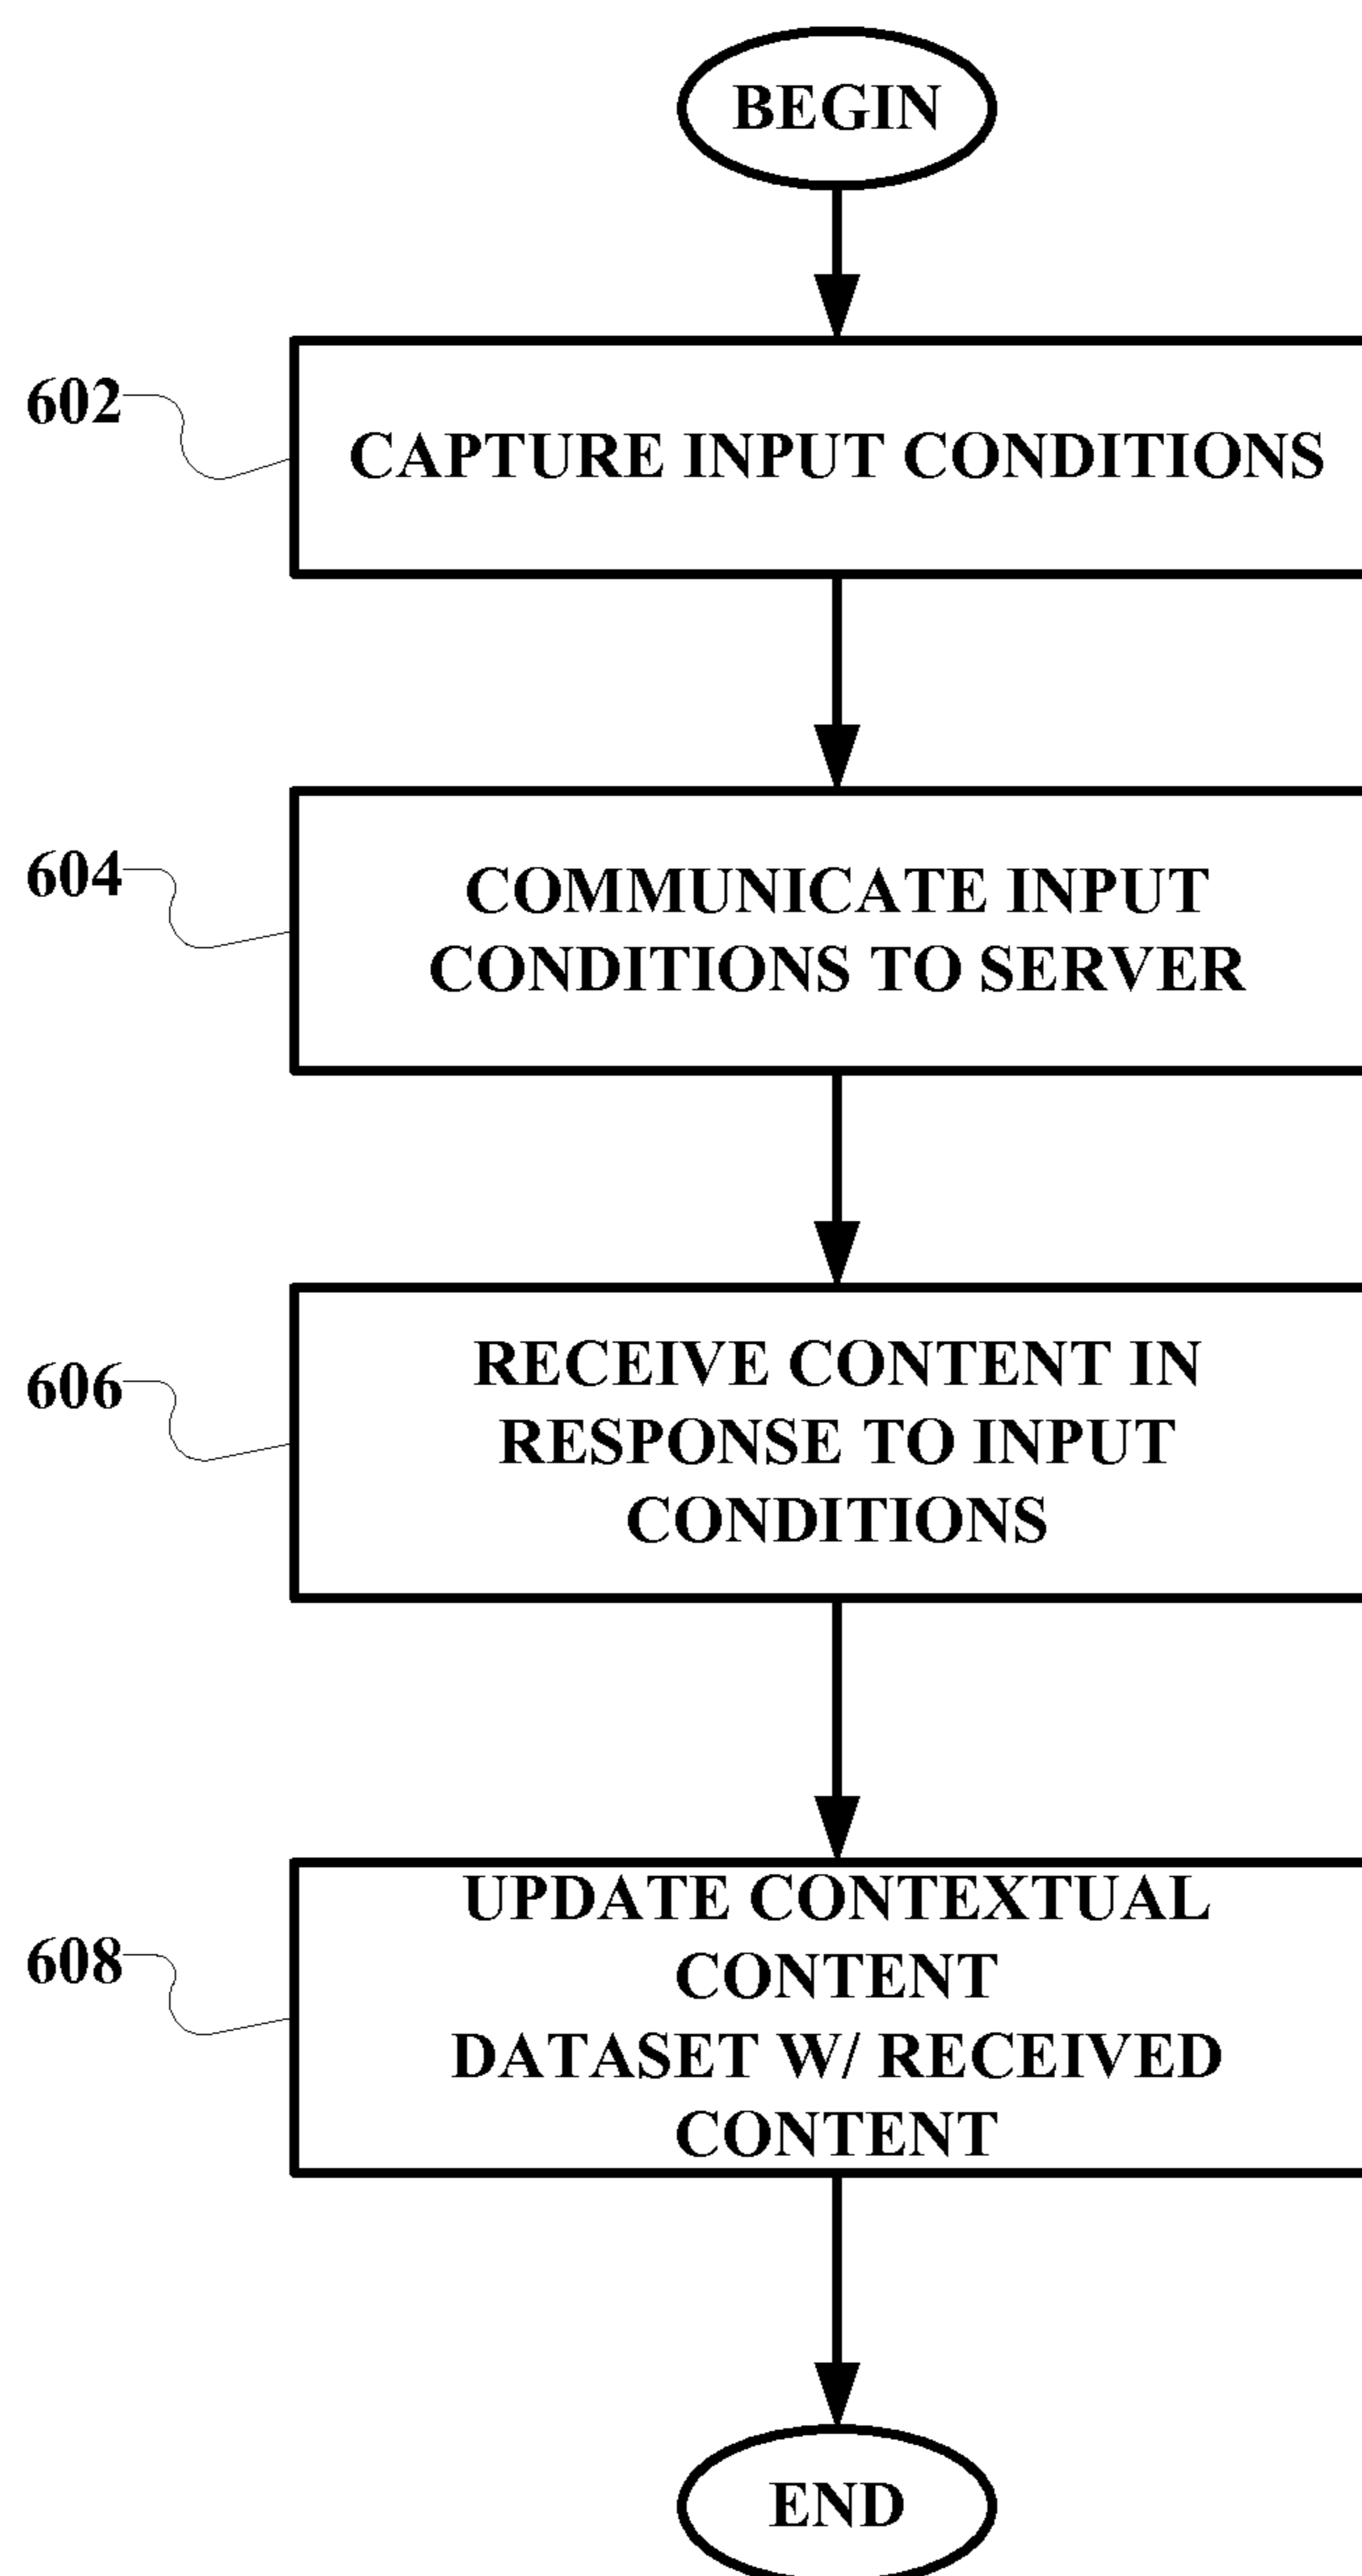 BEGIN
602
CAPTURE INPUT CONDITIONS
604
COMMUNICATE INPUT
CONDITIONS TO SERVER
606
RECEIVE CONTENT IN
RESPONSE TO INPUT
CONDITIONS
608
UPDATE CONTEXTUAL
CONTENT
DATASET W/ RECEIVED
CONTENT
END